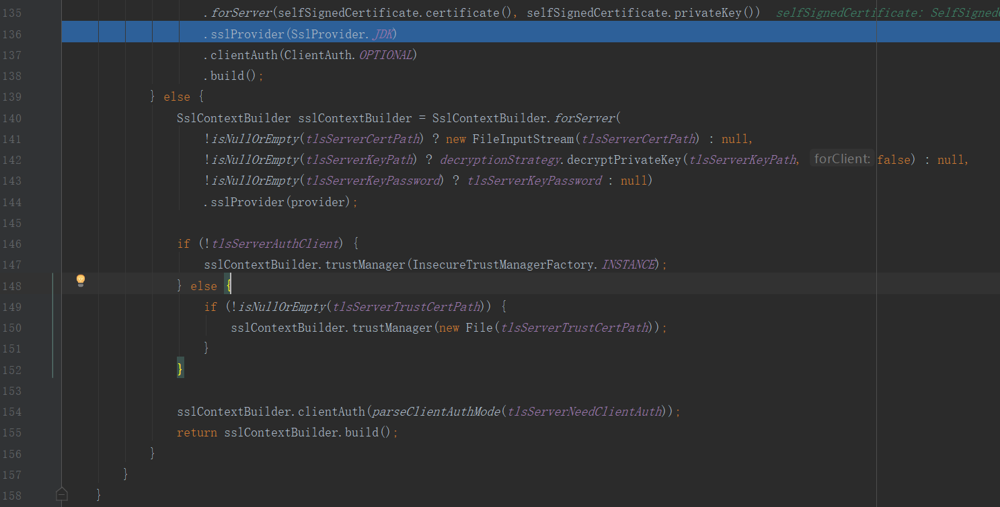 135 .forServer(selfSignedCertificate.certificate(), selfSignedCertificate.privateKey()) selfSignedCertificate: SelfSigned
136 .sslProvider(SslProvider.JDK)
137 .clientAuth(ClientAuth.OPTIONAL)
138 .build();
139 } else {
140 SslContextBuilder sslContextBuilder = SslContextBuilder.forServer(
141 !isNullOrEmpty(tlsServerCertPath) ? new FileInputStream(tlsServerCertPath) : null,
142 !isNullOrEmpty(tlsServerKeyPath) ? decryptionStrategy.decryptPrivateKey(tlsServerKeyPath, forClient: false) : null,
143 !isNullOrEmpty(tlsServerKeyPassword) ? tlsServerKeyPassword : null)
144 .sslProvider(provider);
145
146 if (!tlsServerAuthClient) {
147 sslContextBuilder.trustManager(InsecureTrustManagerFactory.INSTANCE);
148 } else {
149 if (!isNullOrEmpty(tlsServerTrustCertPath)) {
150 sslContextBuilder.trustManager(new File(tlsServerTrustCertPath));
151 }
152 }
153
154 sslContextBuilder.clientAuth(parseClientAuthMode(tlsServerNeedClientAuth));
155 return sslContextBuilder.build();
156 }
157 }
158 }